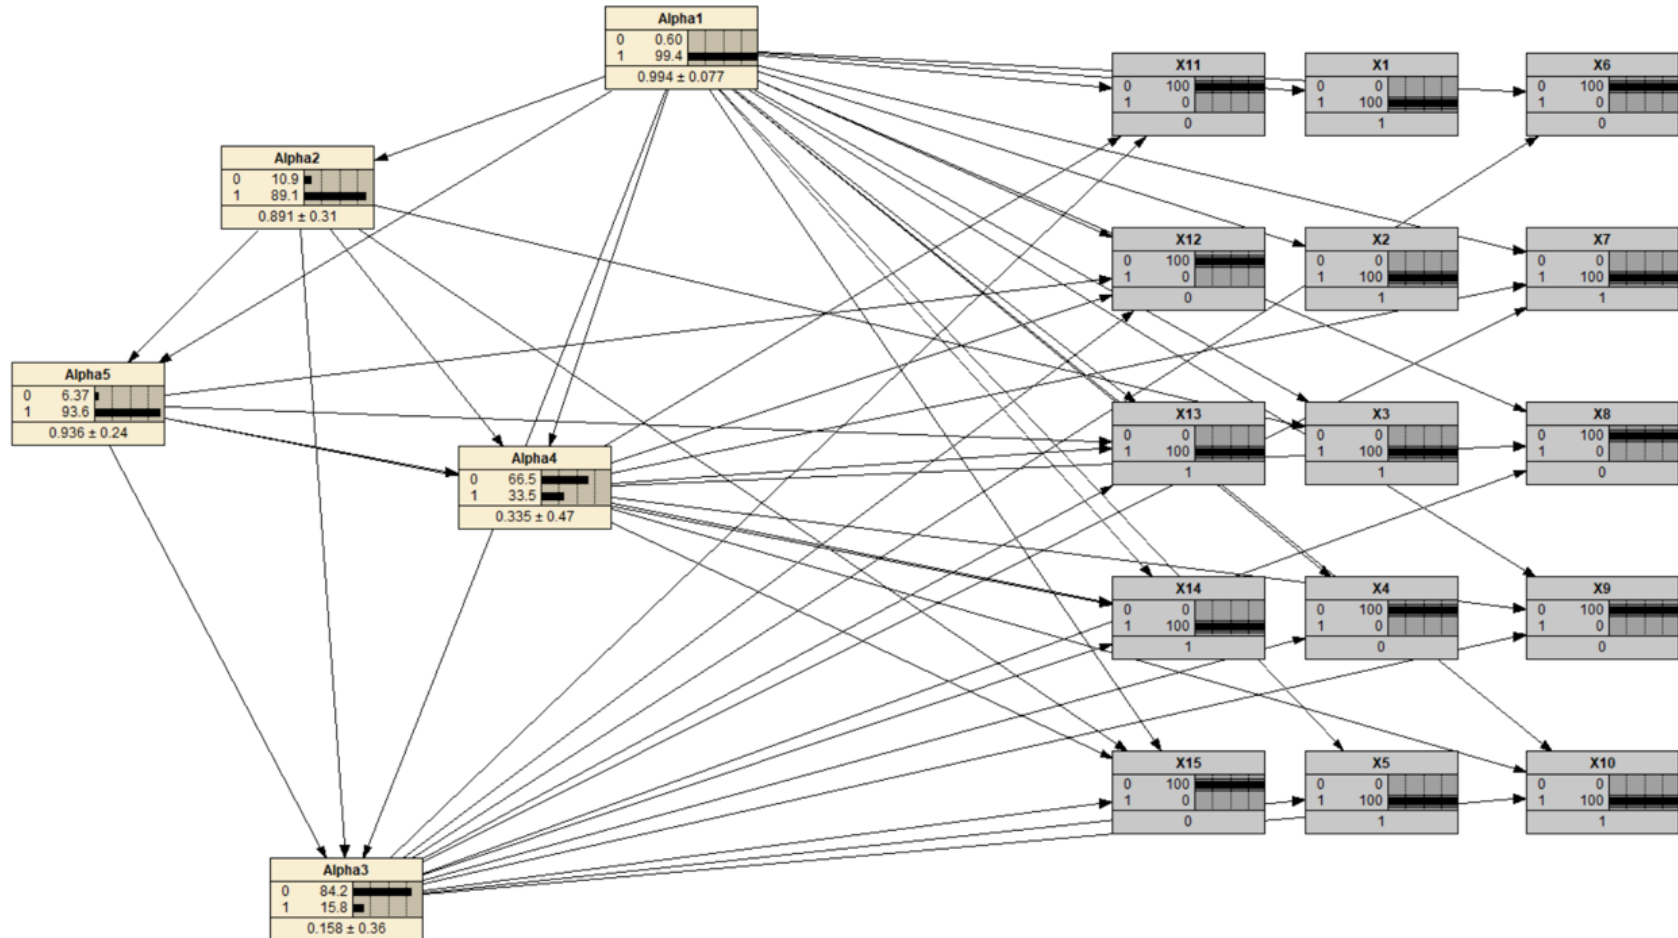 Alpha1
0 0.60
1 99.4
0.994 ± 0.077
X11
0 100
1 0
0
X1
0 0
1 100
1
X6
0 100
1 0
0
Alpha2
0 10.9
1 89.1
0.891 ± 0.31
X12
0 100
1 0
0
X2
0 0
1 100
1
X7
0 0
1 100
1
Alpha5
0 6.37
1 93.6
0.936 ± 0.24
X13
0 0
1 100
1
X3
0 0
1 100
1
X8
0 100
1 0
0
Alpha4
0 66.5
1 33.5
0.335 ± 0.47
X14
0 0
1 100
1
X4
0 100
1 0
0
X9
0 100
1 0
0
X15
0 100
1 0
0
X5
0 0
1 100
1
X10
0 0
1 100
1
Alpha3
0 84.2
1 15.8
0.158 ± 0.36